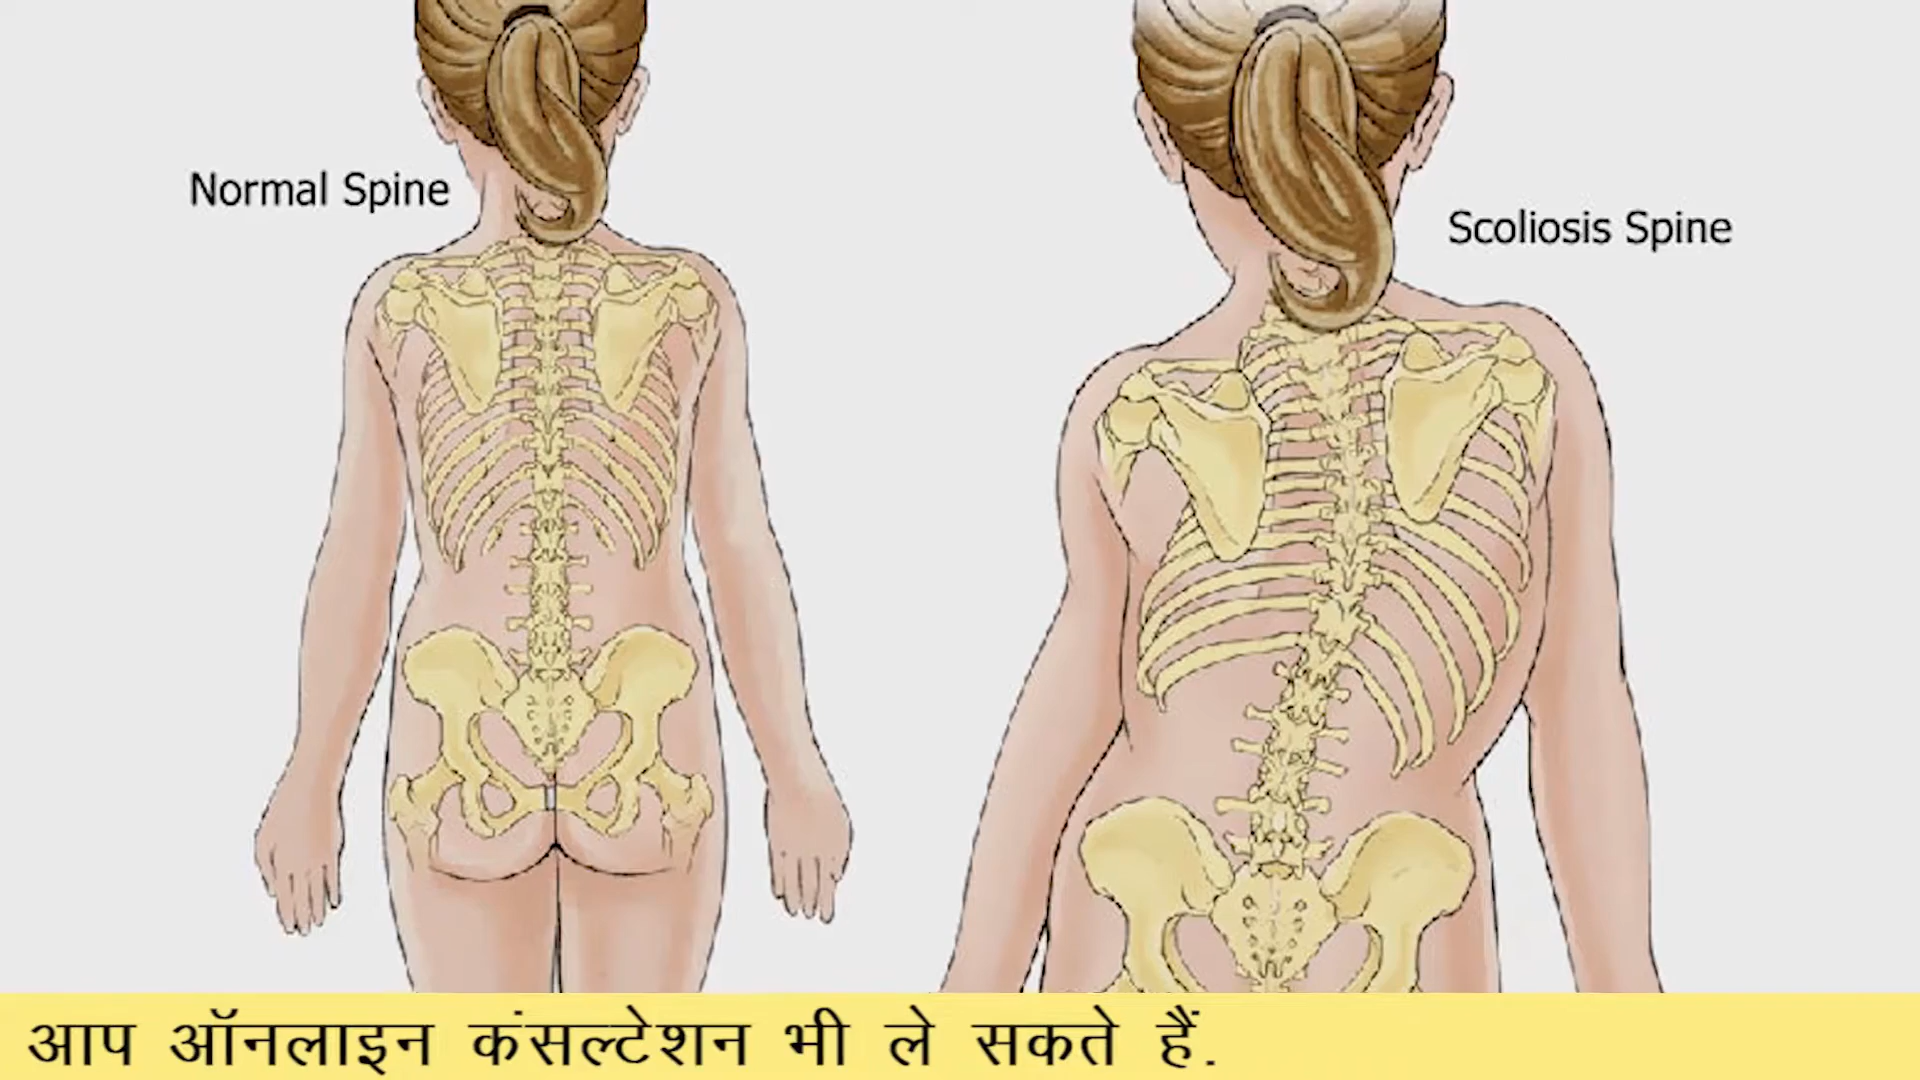 Normal Spine
Scoliosis Spine
आप ऑनलाइन कंसल्टेशन भी ले सकते हैं.